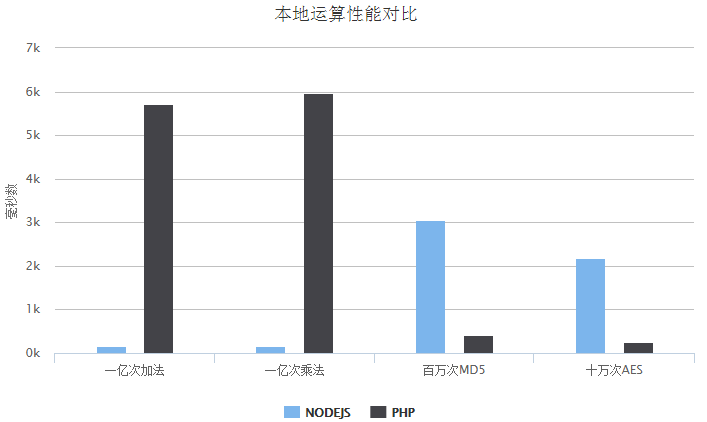 本地运算性能对比
7k
6k
5k
4k
3k
2k
1k
0k
毫秒数
一亿次加法
一亿次乘法
百万次MD5
十万次AES
NODEJS
PHP